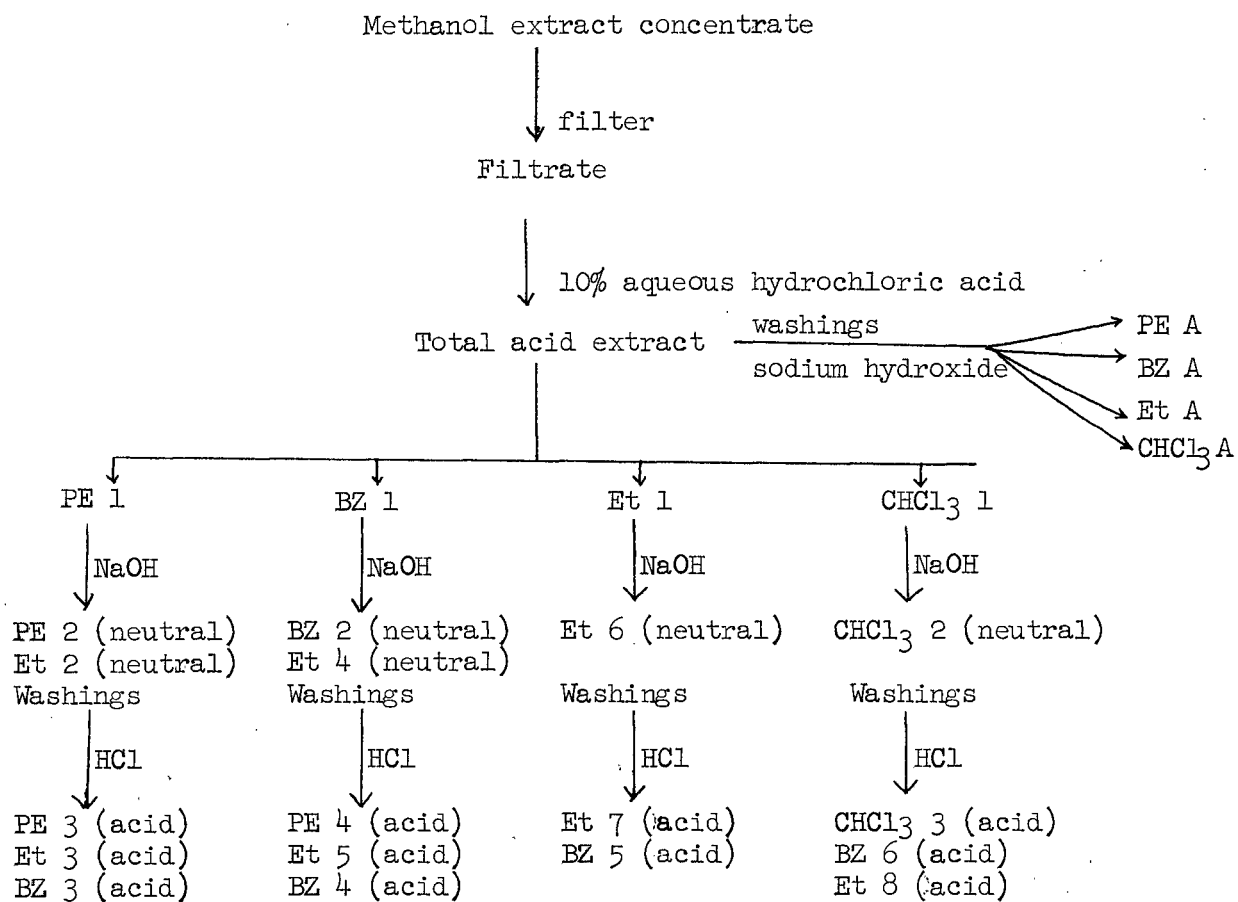 Methanol extract concentrate
filter
Filtrate
10% aqueous hydrochloric acid
Total acid extract
washings
sodium hydroxide
PE A
BZ A
Et A
CHCl3 A
PE 1 BZ 1 Et 1 CHCl3 1
NaOH NaOH NaOH NaOH
PE 2 (neutral) BZ 2 (neutral) Et 6 (neutral) CHCl3 2 (neutral)
Et 2 (neutral) Et 4 (neutral)
Washings Washings Washings Washings
HCl HCl HCl HCl
PE 3 (acid) PE 4 (acid) Et 7 (acid) CHCl3 3 (acid)
Et 3 (acid) Et 5 (acid) BZ 5 (acid) BZ 6 (acid)
BZ 3 (acid) BZ 4 (acid) Et 8 (acid)